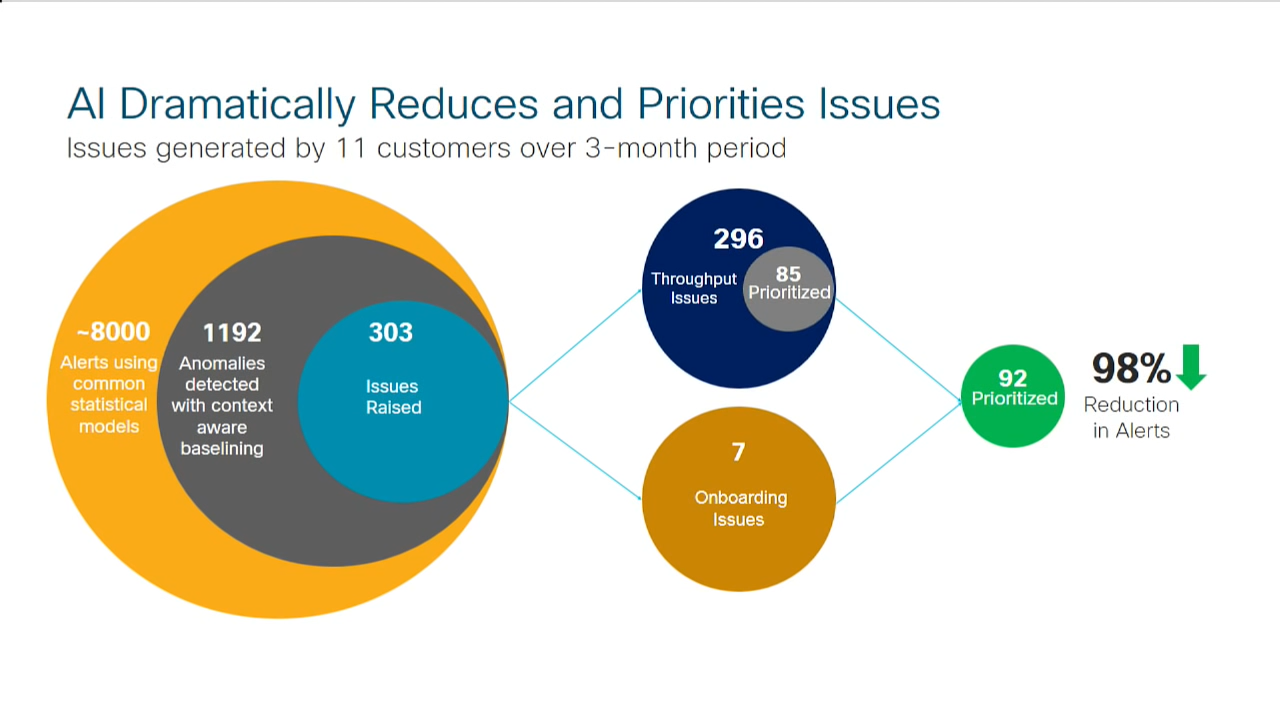 AI Dramatically Reduces and Priorities Issues
Issues generated by 11 customers over 3-month period
~8000
Alerts using
common
statistical
models
1192
Anomalies
detected
with context
aware
baselining
303
Issues
Raised
296
Throughput
Issues
85
Prioritized
7
Onboarding
Issues
92
Prioritized
98%
Reduction
in Alerts